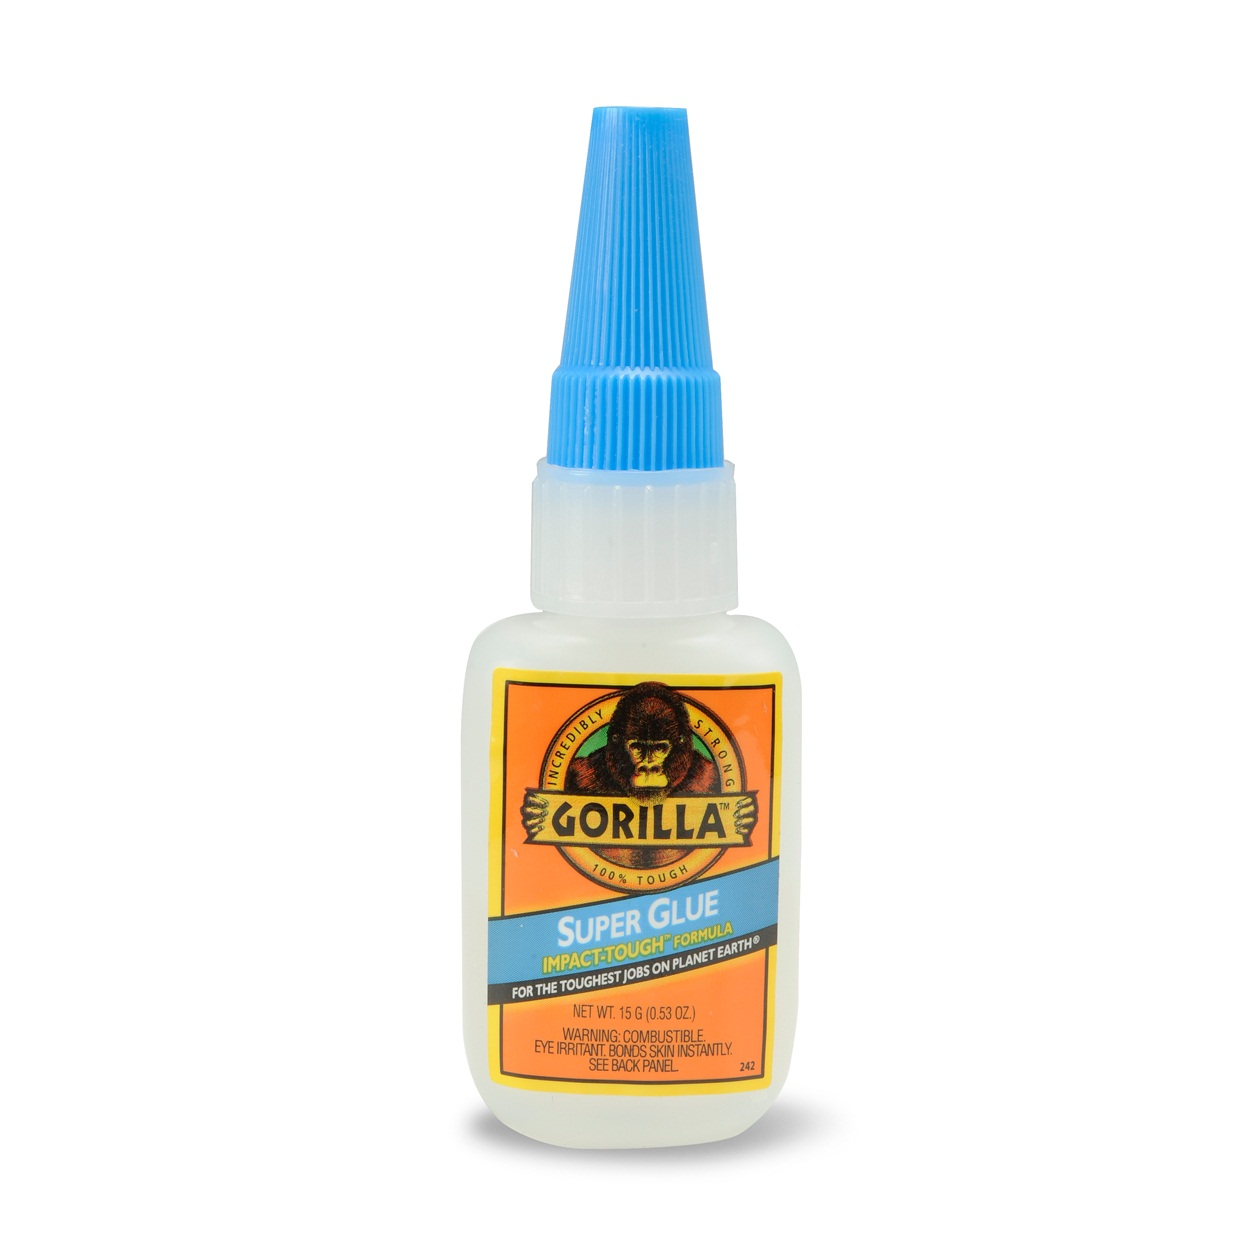 INCREDIBLY STRONG
GORILLA™
100% TOUGH
SUPER GLUE
IMPACT-TOUGH™ FORMULA
FOR THE TOUGHEST JOBS ON PLANET EARTH®
NET WT. 15 G (0.53 OZ.)
WARNING: COMBUSTIBLE.
EYE IRRITANT. BONDS SKIN INSTANTLY.
SEE BACK PANEL.
242